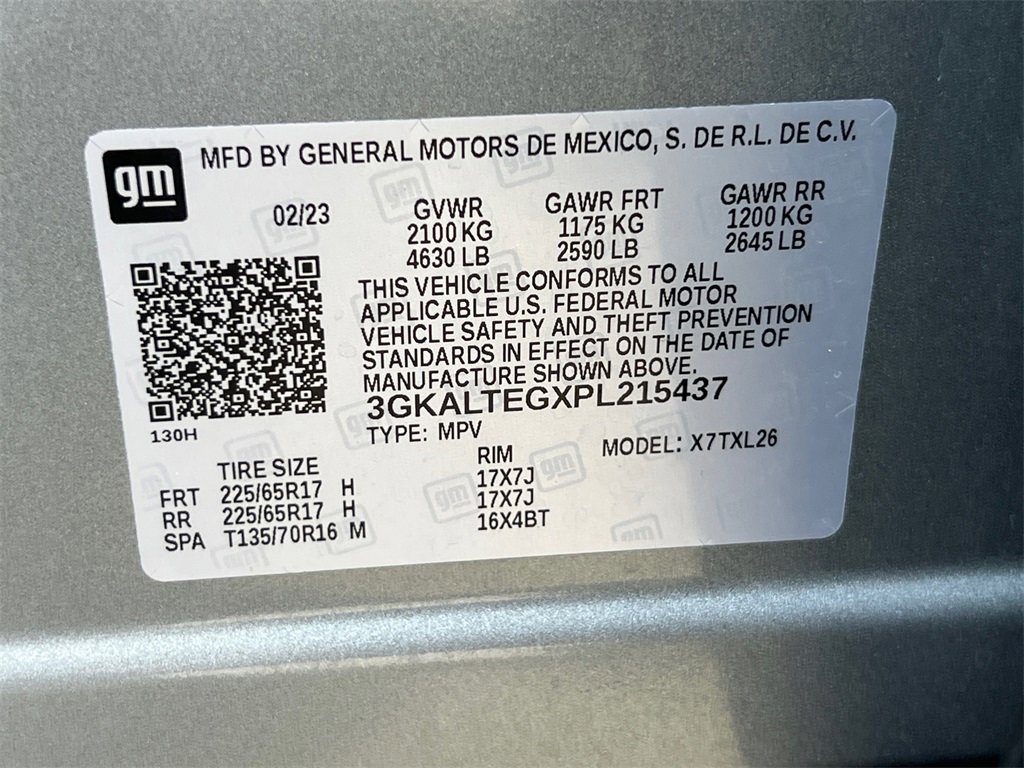 gm
MFD BY GENERAL MOTORS DE MEXICO, S. DE R.L. DE C.V.
02/23
GVWR
2100 KG
4630 LB
GAWR FRT
1175 KG
2590 LB
GAWR RR
1200 KG
2645 LB
THIS VEHICLE CONFORMS TO ALL
APPLICABLE U.S. FEDERAL MOTOR
VEHICLE SAFETY AND THEFT PREVENTION
STANDARDS IN EFFECT ON THE DATE OF
MANUFACTURE SHOWN ABOVE.
3GKALTEGXPL215437
130H
TYPE: MPV
MODEL: X7TXL26
TIRE SIZE RIM
FRT 225/65R17 H 17X7J
RR 225/65R17 H 17X7J
SPA T135/70R16 M 16X4BT